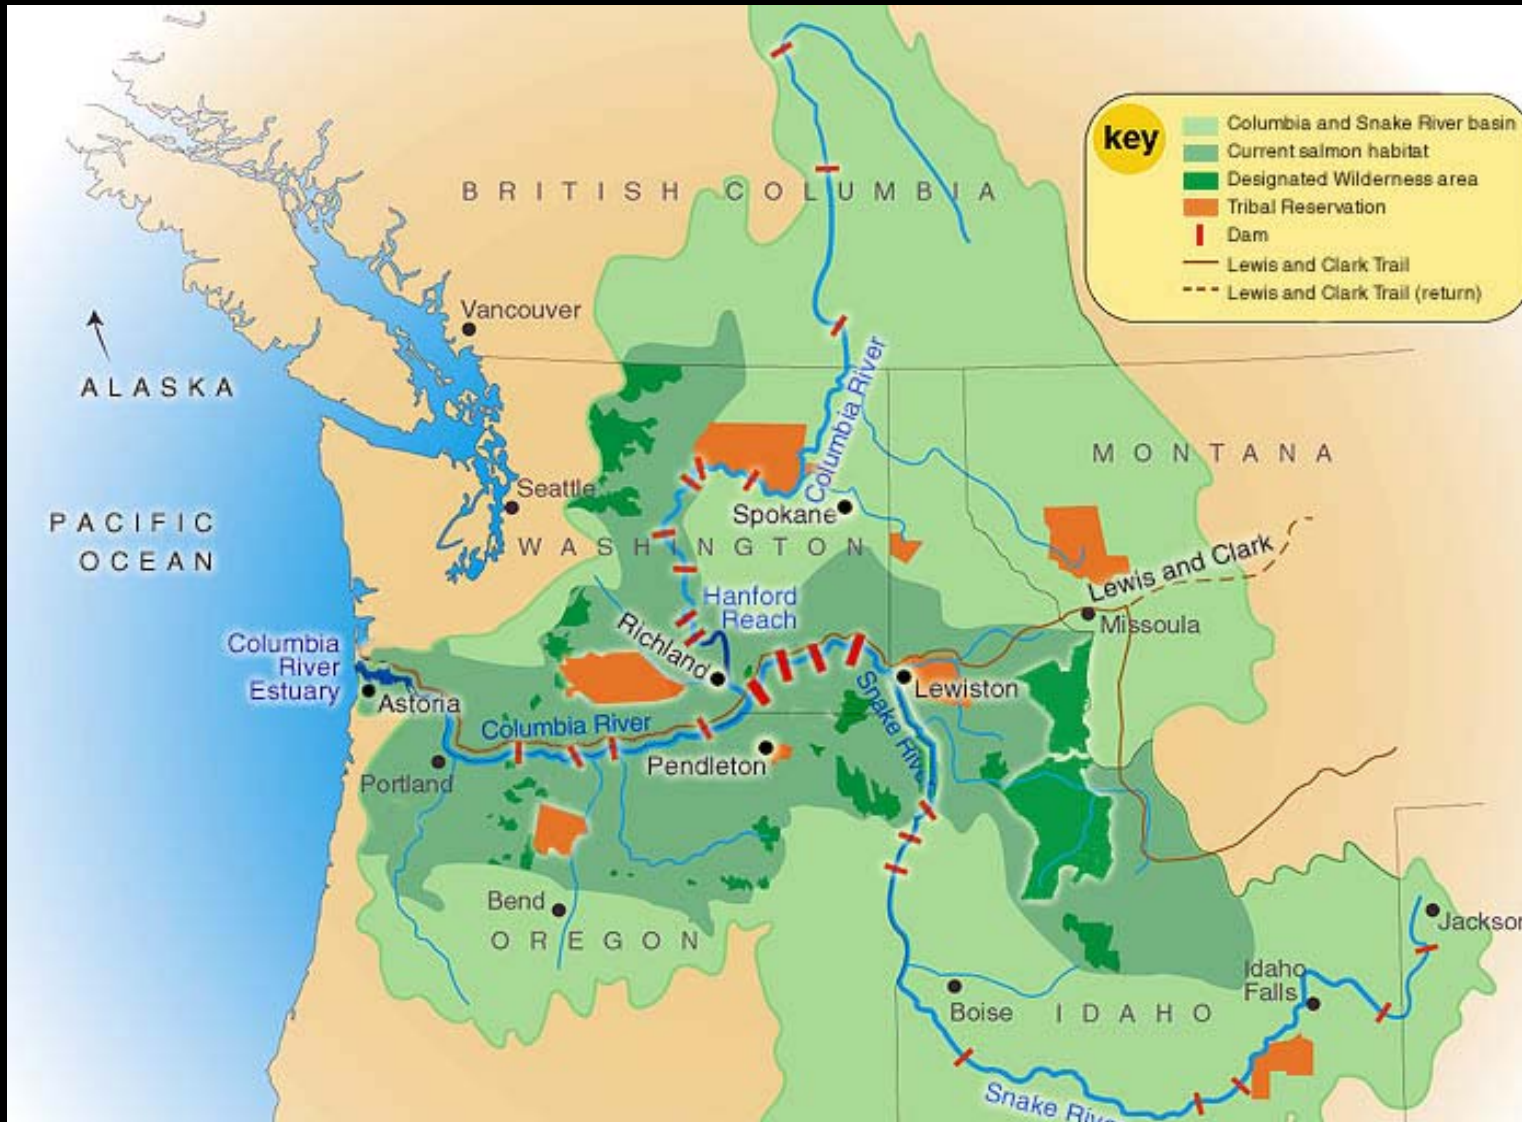 key
Columbia and Snake River basin
Current salmon habitat
Designated Wilderness area
Tribal Reservation
Dam
Lewis and Clark Trail
Lewis and Clark Trail (return)
BRITISH COLUMBIA
Vancouver
ALASKA
Columbia River
MONTANA
Seattle
Spokane
PACIFIC
OCEAN
WASHINGTON
Lewis and Clark
Hanford
Reach
Missoula
Richland
Columbia
River
Estuary
Astoria
Lewiston
Snake River
Columbia River
Pendleton
Portland
Bend
OREGON
Jackson
Idaho
Falls
Boise
IDAHO
Snake River